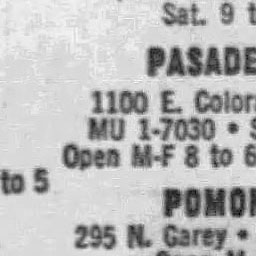 Sat. 9 t
PASADE
1100 E. Color
MU 1-7030 •
Open M-F 8 to 6
to 5
POMO
295 N. Garey •